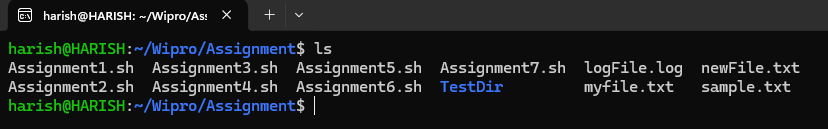 harish@HARISH: ~/Wipro/Ass
harish@HARISH:~/Wipro/Assignment$ ls
Assignment1.sh  Assignment3.sh  Assignment5.sh  Assignment7.sh  logFile.log  newFile.txt
Assignment2.sh  Assignment4.sh  Assignment6.sh  TestDir         myfile.txt   sample.txt
harish@HARISH:~/Wipro/Assignment$